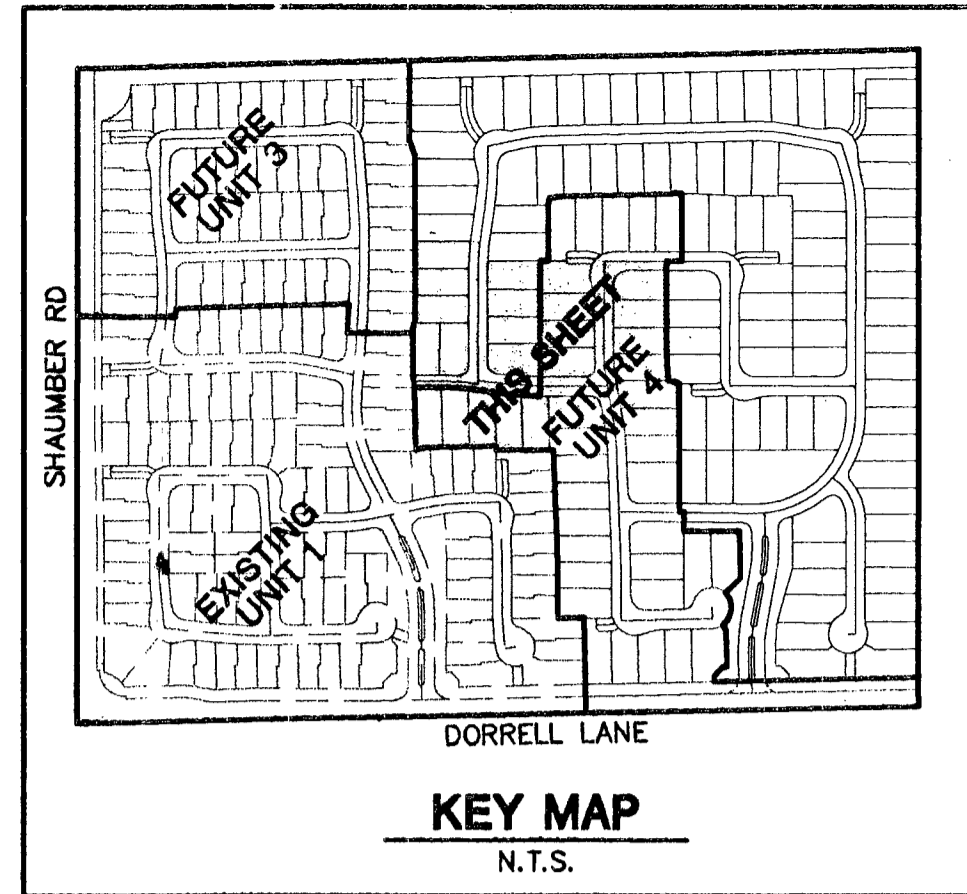 FUTURE
UNIT 3
SHAUMBER RD
THIS SHEET
FUTURE
UNIT 4
EXISTING
UNIT 1
DORRELL LANE
KEY MAP
N.T.S.